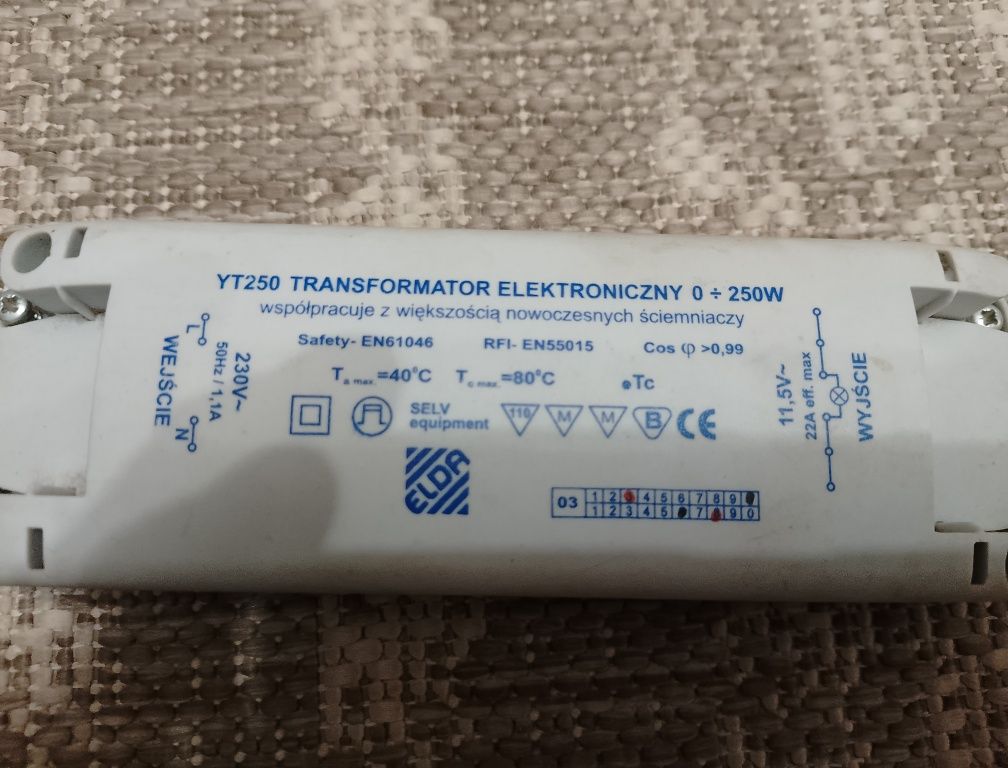 YT250 TRANSFORMATOR ELEKTRONICZNY 0 ÷ 250W
współpracuje z większością nowoczesnych ściemniaczy
Safety- EN61046 RFI- EN55015 Cos φ >0,99
Ta max.=40°C Tc max.=80°C •Tc
WEJŚCIE
L
N
230V~
50Hz / 1,1A
SELV
equipment
110
M
M
B
CE
11,5V~
22A eff. max
WYJŚCIE
ELDA
03
1 2 3 4 5 6 7 8 9
1 2 3 4 5 7 8 9 0